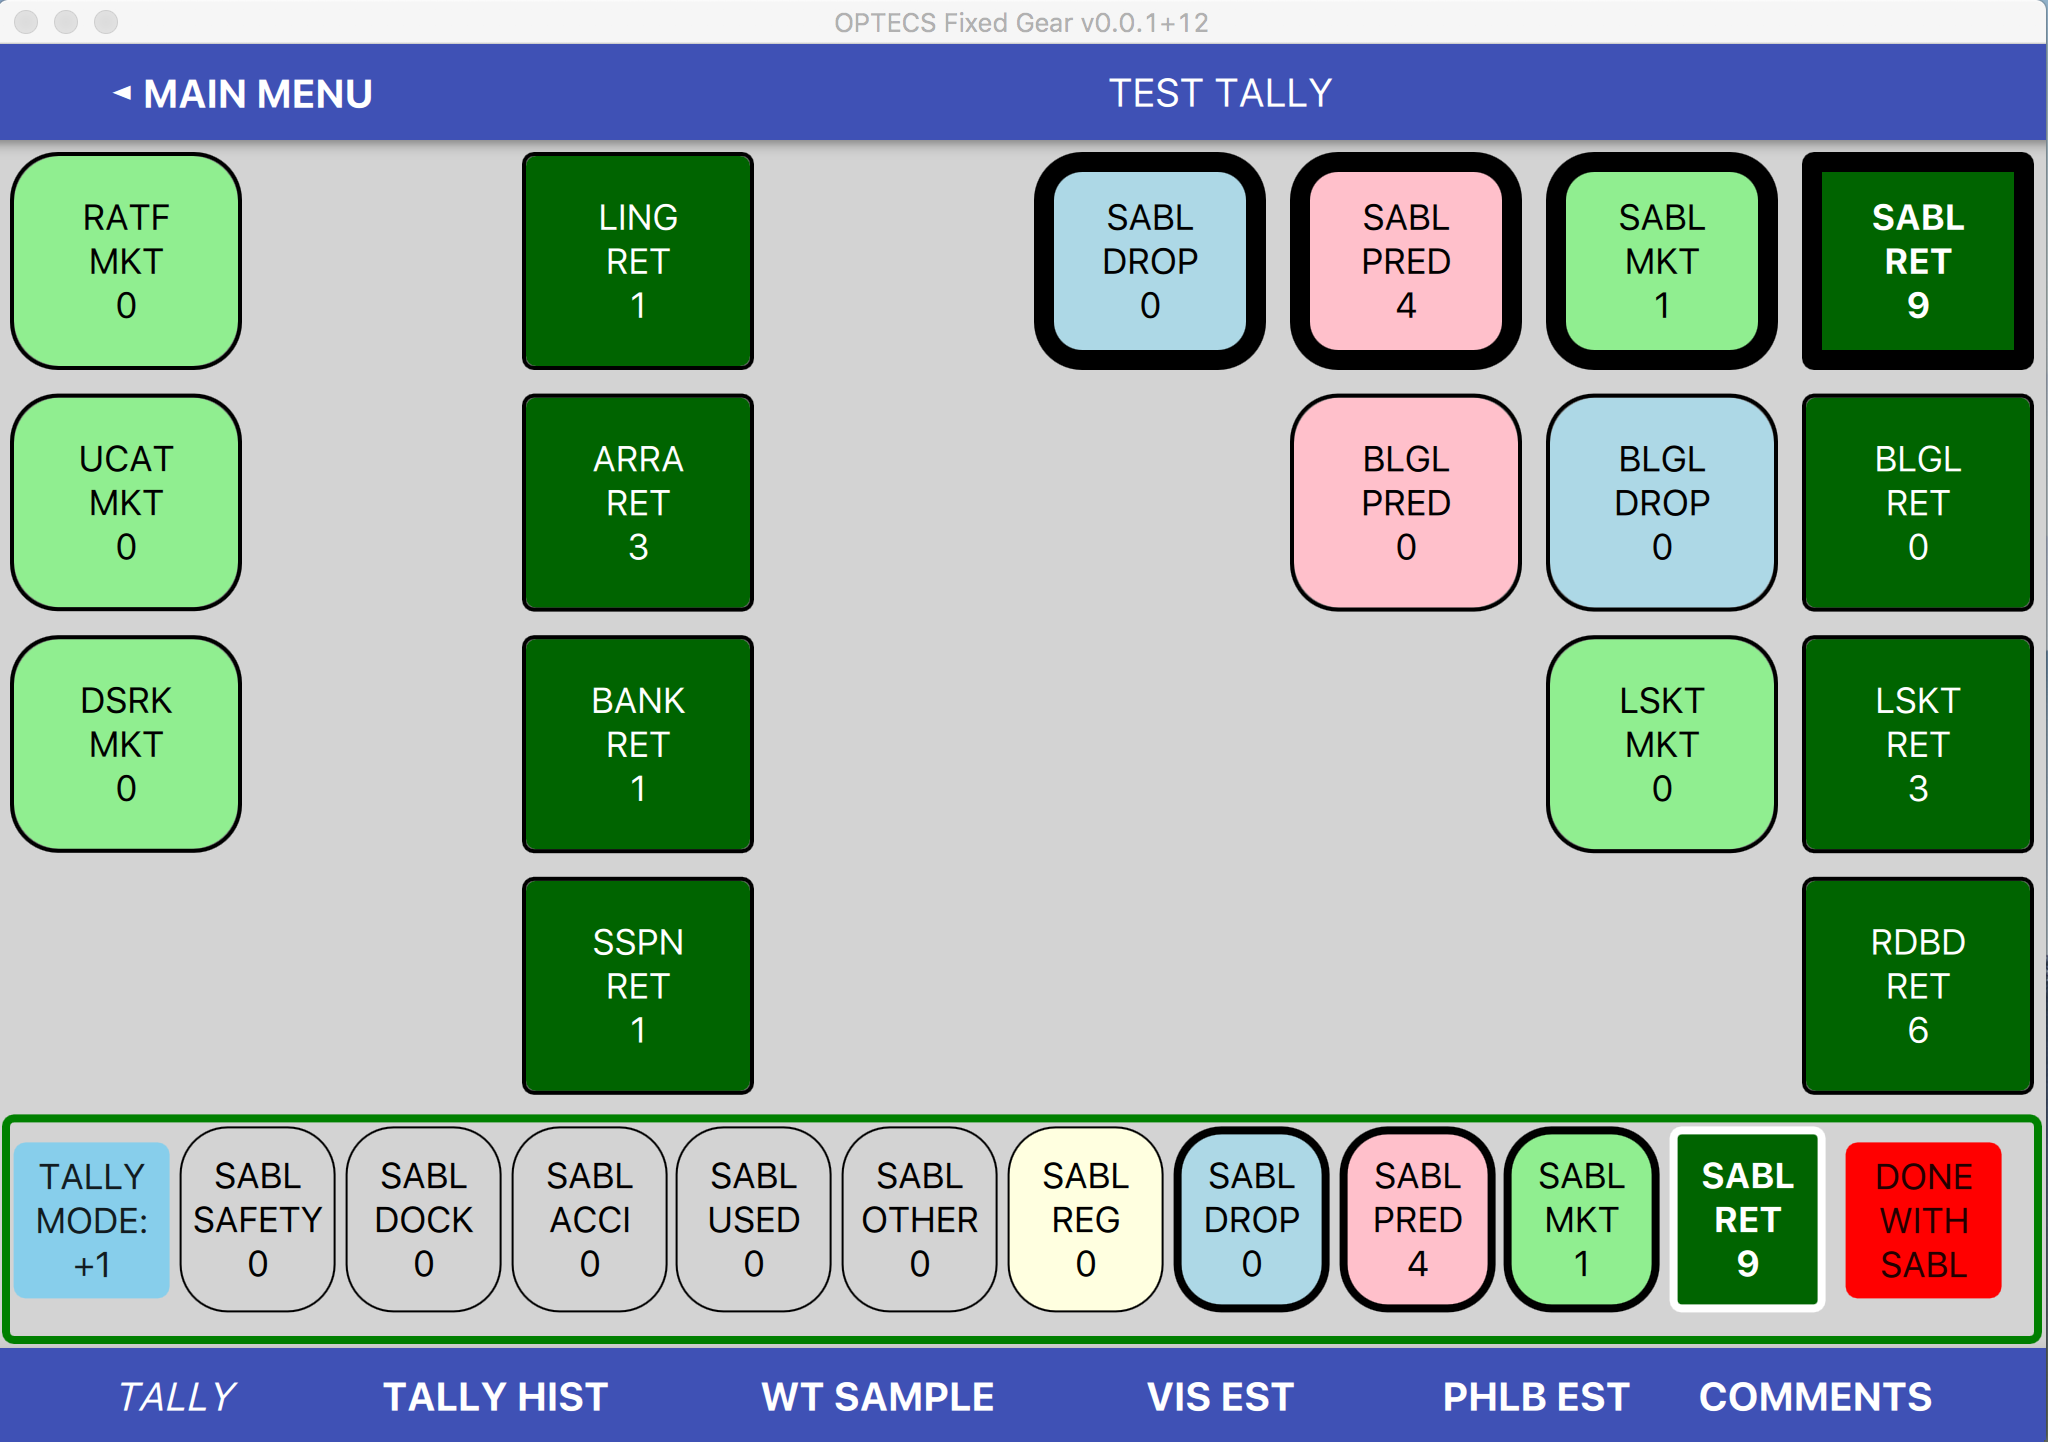 OPTECS Fixed Gear v0.0.1+12
◄ MAIN MENU
TEST TALLY
RATF
MKT
0
LING
RET
1
SABL
DROP
0
SABL
PRED
4
SABL
MKT
1
SABL
RET
9
UCAT
MKT
0
ARRA
RET
3
BLGL
PRED
0
BLGL
DROP
0
BLGL
RET
0
DSRK
MKT
0
BANK
RET
1
LSKT
MKT
0
LSKT
RET
3
SSPN
RET
1
RDBD
RET
6
TALLY
MODE:
+1
SABL
SAFETY
0
SABL
DOCK
0
SABL
ACCI
0
SABL
USED
0
SABL
OTHER
0
SABL
REG
0
SABL
DROP
0
SABL
PRED
4
SABL
MKT
1
SABL
RET
9
DONE
WITH
SABL
TALLY
TALLY HIST
WT SAMPLE
VIS EST
PHLB EST
COMMENTS